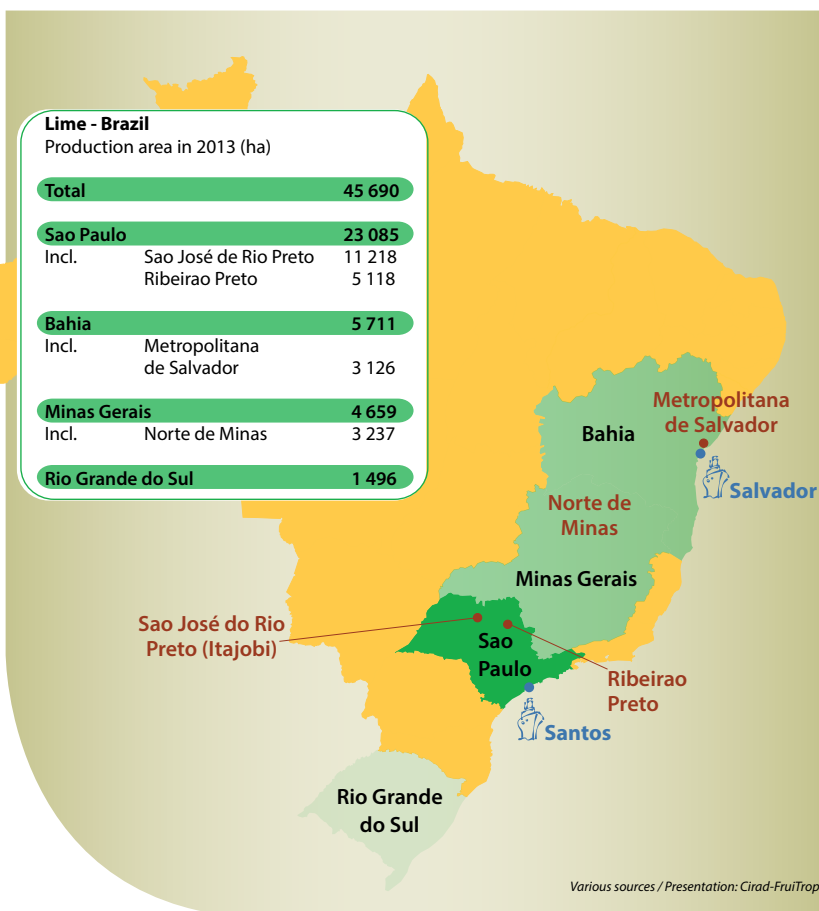 Lime - Brazil
Production area in 2013 (ha)
Total 45 690
Sao Paulo 23 085
Incl. Sao José de Rio Preto 11 218
Ribeirao Preto 5 118
Bahia 5 711
Incl. Metropolitana
de Salvador 3 126
Minas Gerais 4 659
Incl. Norte de Minas 3 237
Rio Grande do Sul 1 496
Metropolitana
de Salvador
Bahia
Salvador
Norte de
Minas
Minas Gerais
Sao José do Rio
Preto (Itajobi)
Sao
Paulo
Ribeirao
Preto
Santos
Rio Grande
do Sul
Various sources / Presentation: Cirad-FruiTrop